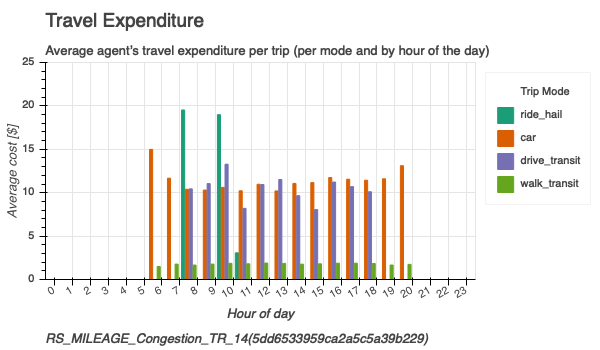 Travel Expenditure
Average agent's travel expenditure per trip (per mode and by hour of the day)
25
20
15
10
5
0
Average cost [$]
0 1 2 3 4 5 6 7 8 9 10 11 12 13 14 15 16 17 18 19 20 21 22 23
Hour of day
Trip Mode
ride_hail
car
drive_transit
walk_transit
RS_MILEAGE_Congestion_TR_14(5dd6533959ca2a5c5a39b229)